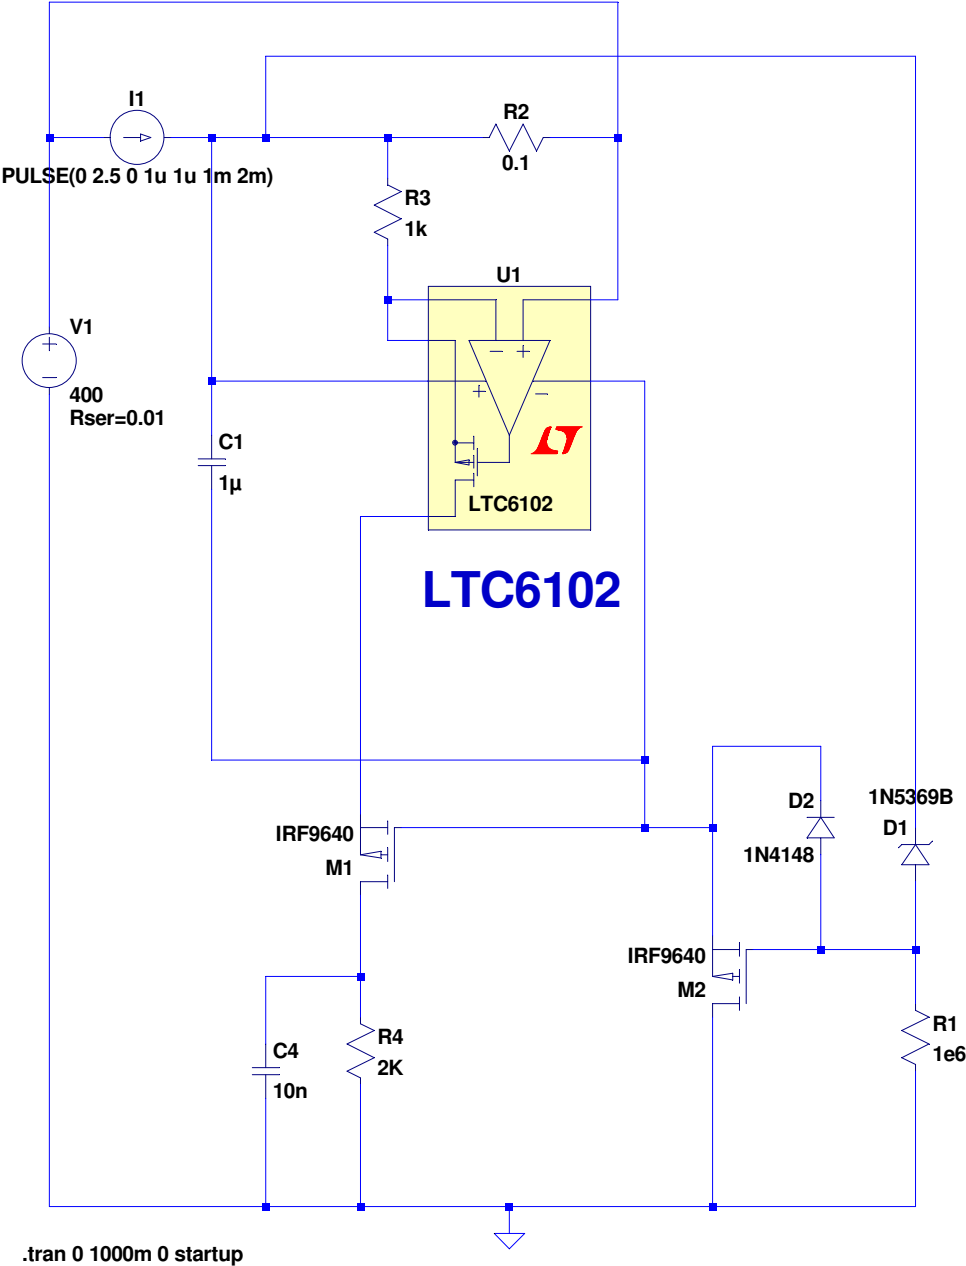 I1
PULSE(0 2.5 0 1u 1u 1m 2m)
R2
0.1
R3
1k
U1
V1
400
Rser=0.01
C1
1µ
LTC6102
LTC6102
IRF9640
M1
D2
1N4148
1N5369B
D1
IRF9640
M2
C4
10n
R4
2K
R1
1e6
.tran 0 1000m 0 startup